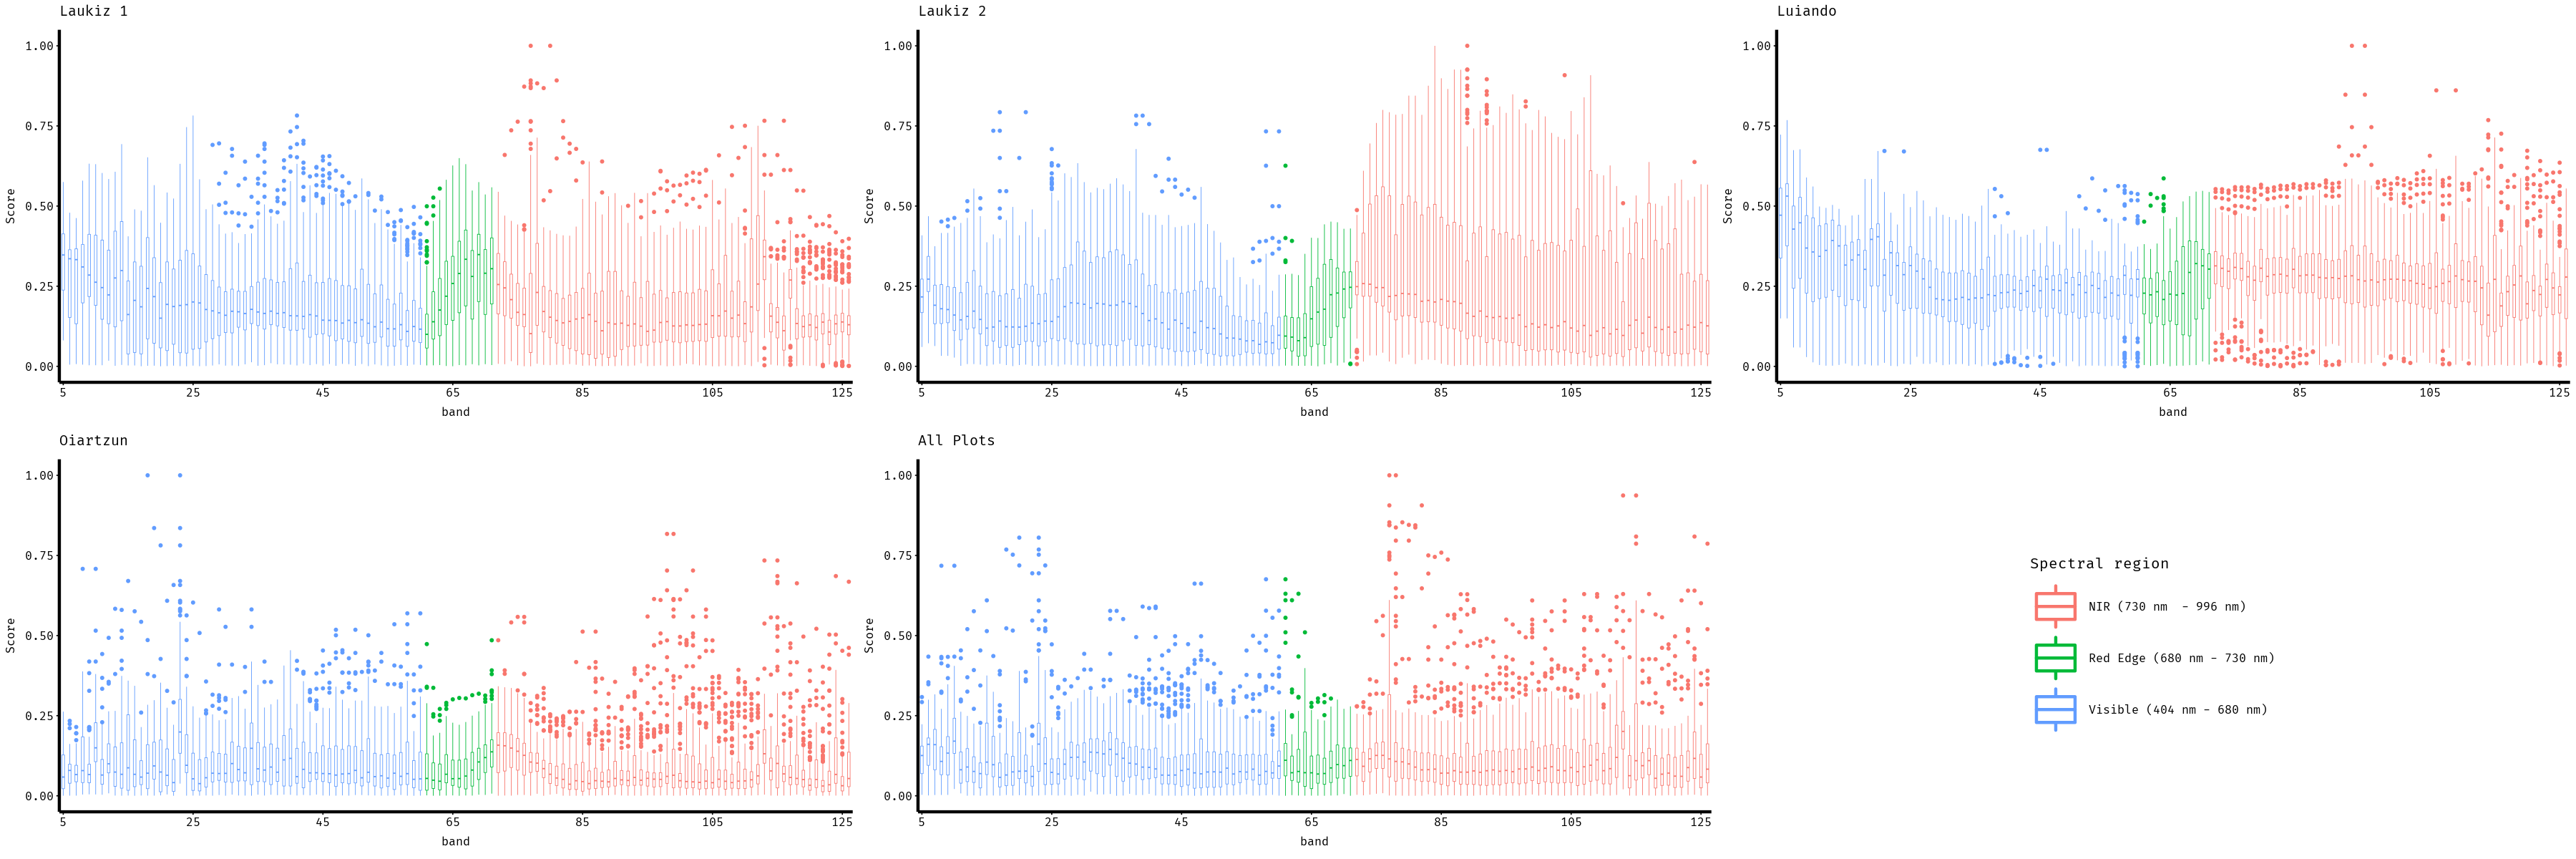 Laukiz 1
Score
1.00
0.75
0.50
0.25
0.00
5 25 45 65 85 105 125
band
Laukiz 2
Score
1.00
0.75
0.50
0.25
0.00
5 25 45 65 85 105 125
band
Luiando
Score
1.00
0.75
0.50
0.25
0.00
5 25 45 65 85 105 125
band
Oiartzun
Score
1.00
0.75
0.50
0.25
0.00
5 25 45 65 85 105 125
band
All Plots
Score
1.00
0.75
0.50
0.25
0.00
5 25 45 65 85 105 125
band
Spectral region
NIR (730 nm  - 996 nm)
Red Edge (680 nm - 730 nm)
Visible (404 nm - 680 nm)